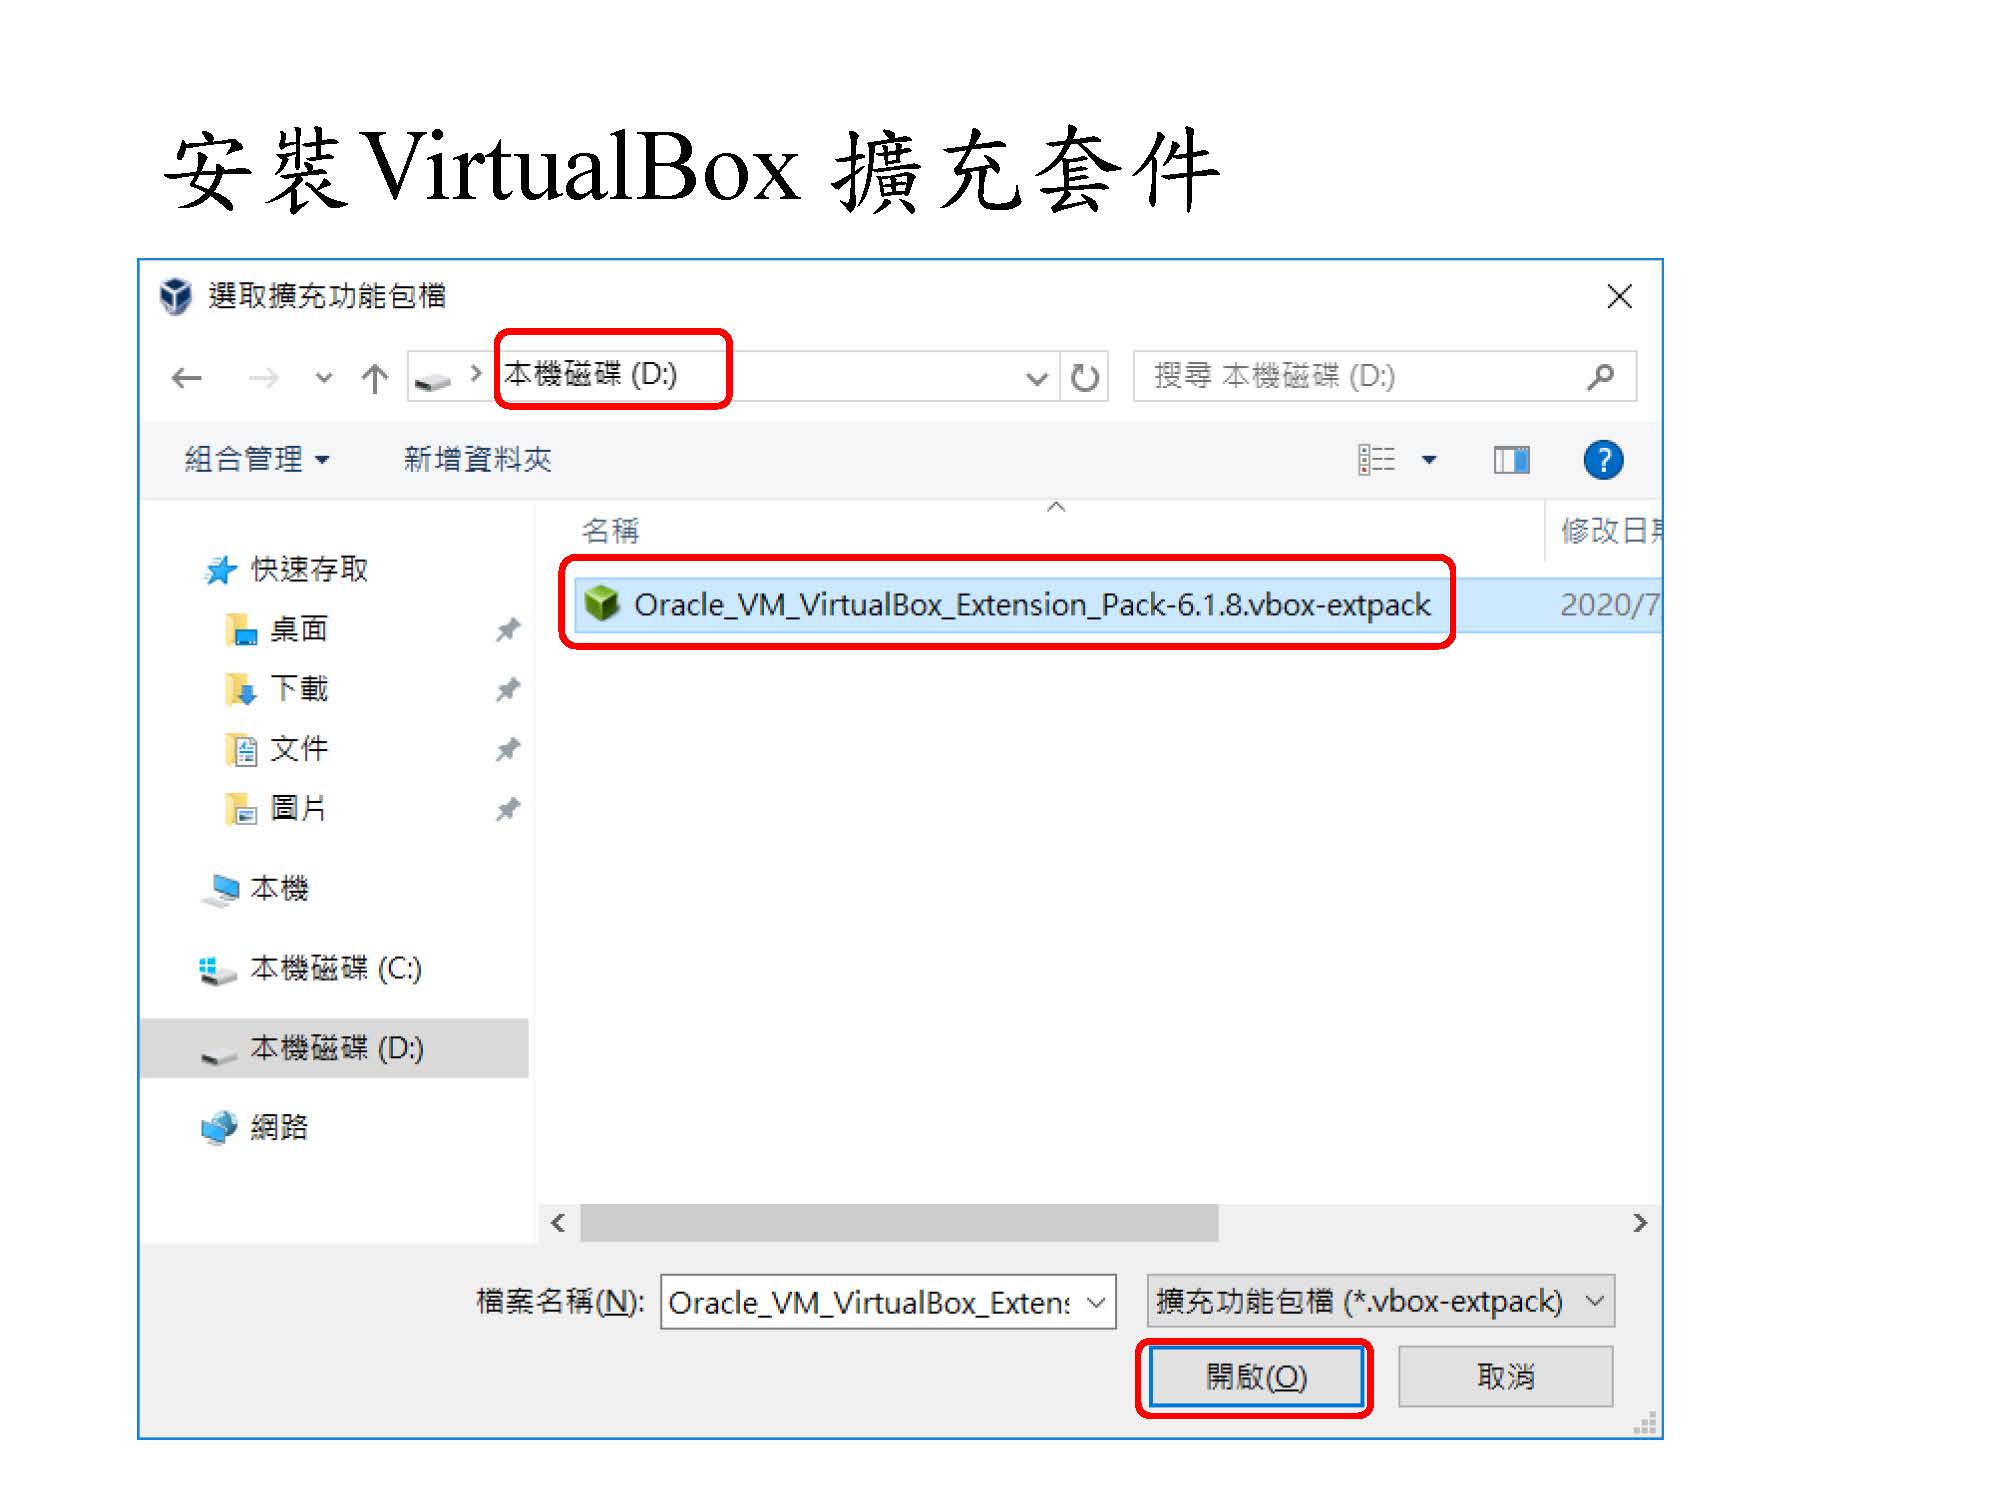 安裝VirtualBox 擴充套件
選取擴充功能包檔
本機磁碟 (D:)
搜尋 本機磁碟 (D:)
組合管理
新增資料夾
名稱
修改日期
Oracle_VM_VirtualBox_Extension_Pack-6.1.8.vbox-extpack
2020/7
快速存取
桌面
下載
文件
圖片
本機
本機磁碟 (C:)
本機磁碟 (D:)
網路
檔案名稱(N):
Oracle_VM_VirtualBox_Extens
擴充功能包檔 (*.vbox-extpack)
開啟(O)
取消